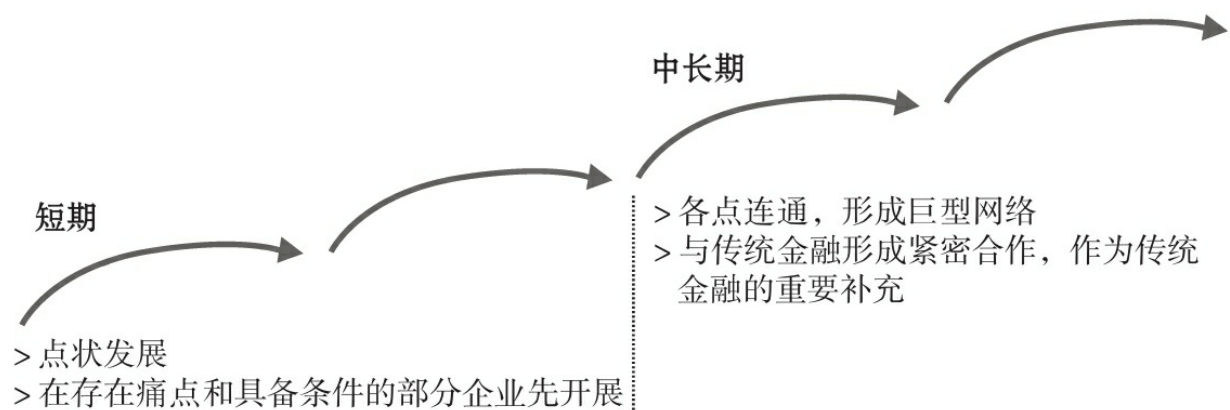 短期
> 点状发展
> 在存在痛点和具备条件的部分企业先开展
中长期
> 各点连通，形成巨型网络
> 与传统金融形成紧密合作，作为传统
金融的重要补充